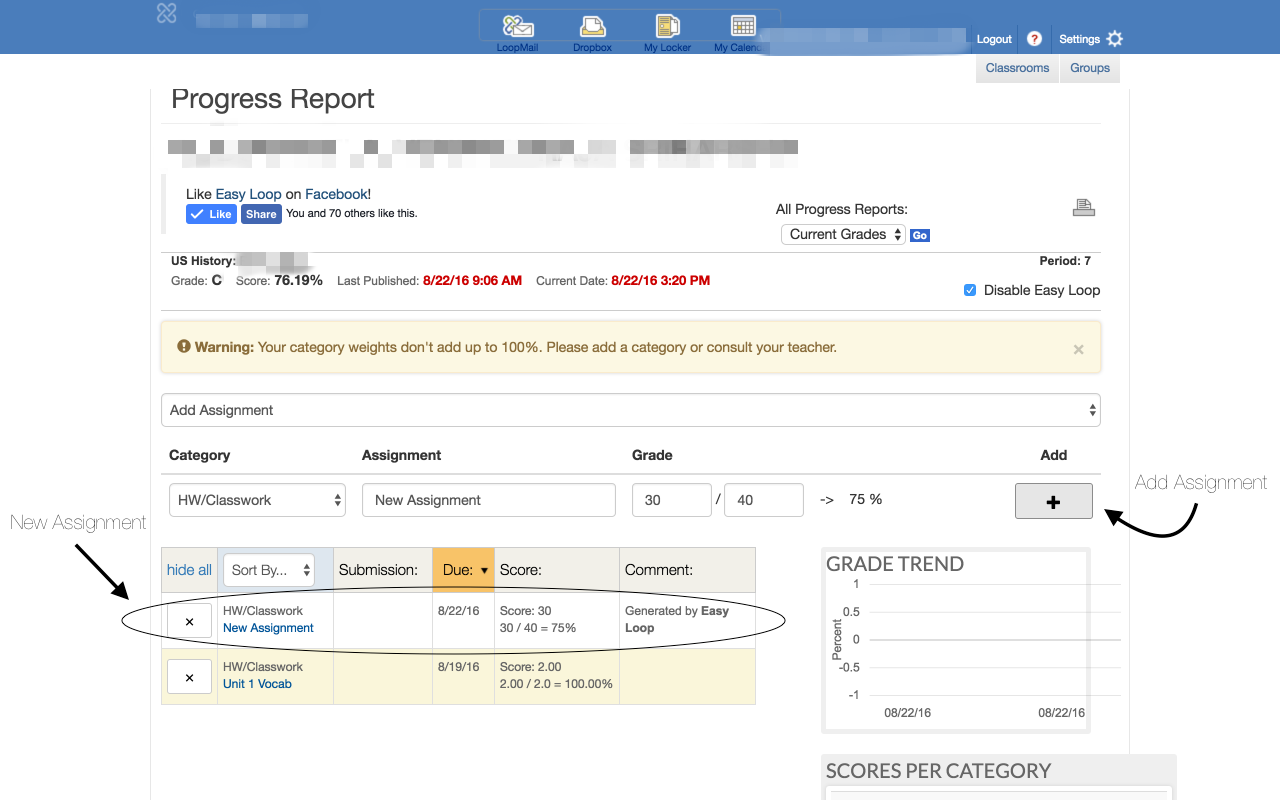 LoopMail
Dropbox
My Locker
My Calend
Logout
?
Settings
Classrooms
Groups
Progress Report
Like Easy Loop on Facebook!
Like
Share
You and 70 others like this.
All Progress Reports:
Current Grades
Go
US History:
Period: 7
Grade: C Score: 76.19% Last Published: 8/22/16 9:06 AM Current Date: 8/22/16 3:20 PM
Disable Easy Loop
Warning: Your category weights don't add up to 100%. Please add a category or consult your teacher.
×
Add Assignment
Category Assignment Grade Add
HW/Classwork New Assignment 30 / 40 -> 75 % +
Add Assignment
New Assignment
hide all Sort By... Submission: Due: Score: Comment:
×
HW/Classwork
New Assignment
8/22/16
Score: 30
30 / 40 = 75%
Generated by Easy
Loop
×
HW/Classwork
Unit 1 Vocab
8/19/16
Score: 2.00
2.00 / 2.0 = 100.00%
GRADE TREND
Percent
1
0.5
0
-0.5
-1
08/22/16 08/22/16
SCORES PER CATEGORY